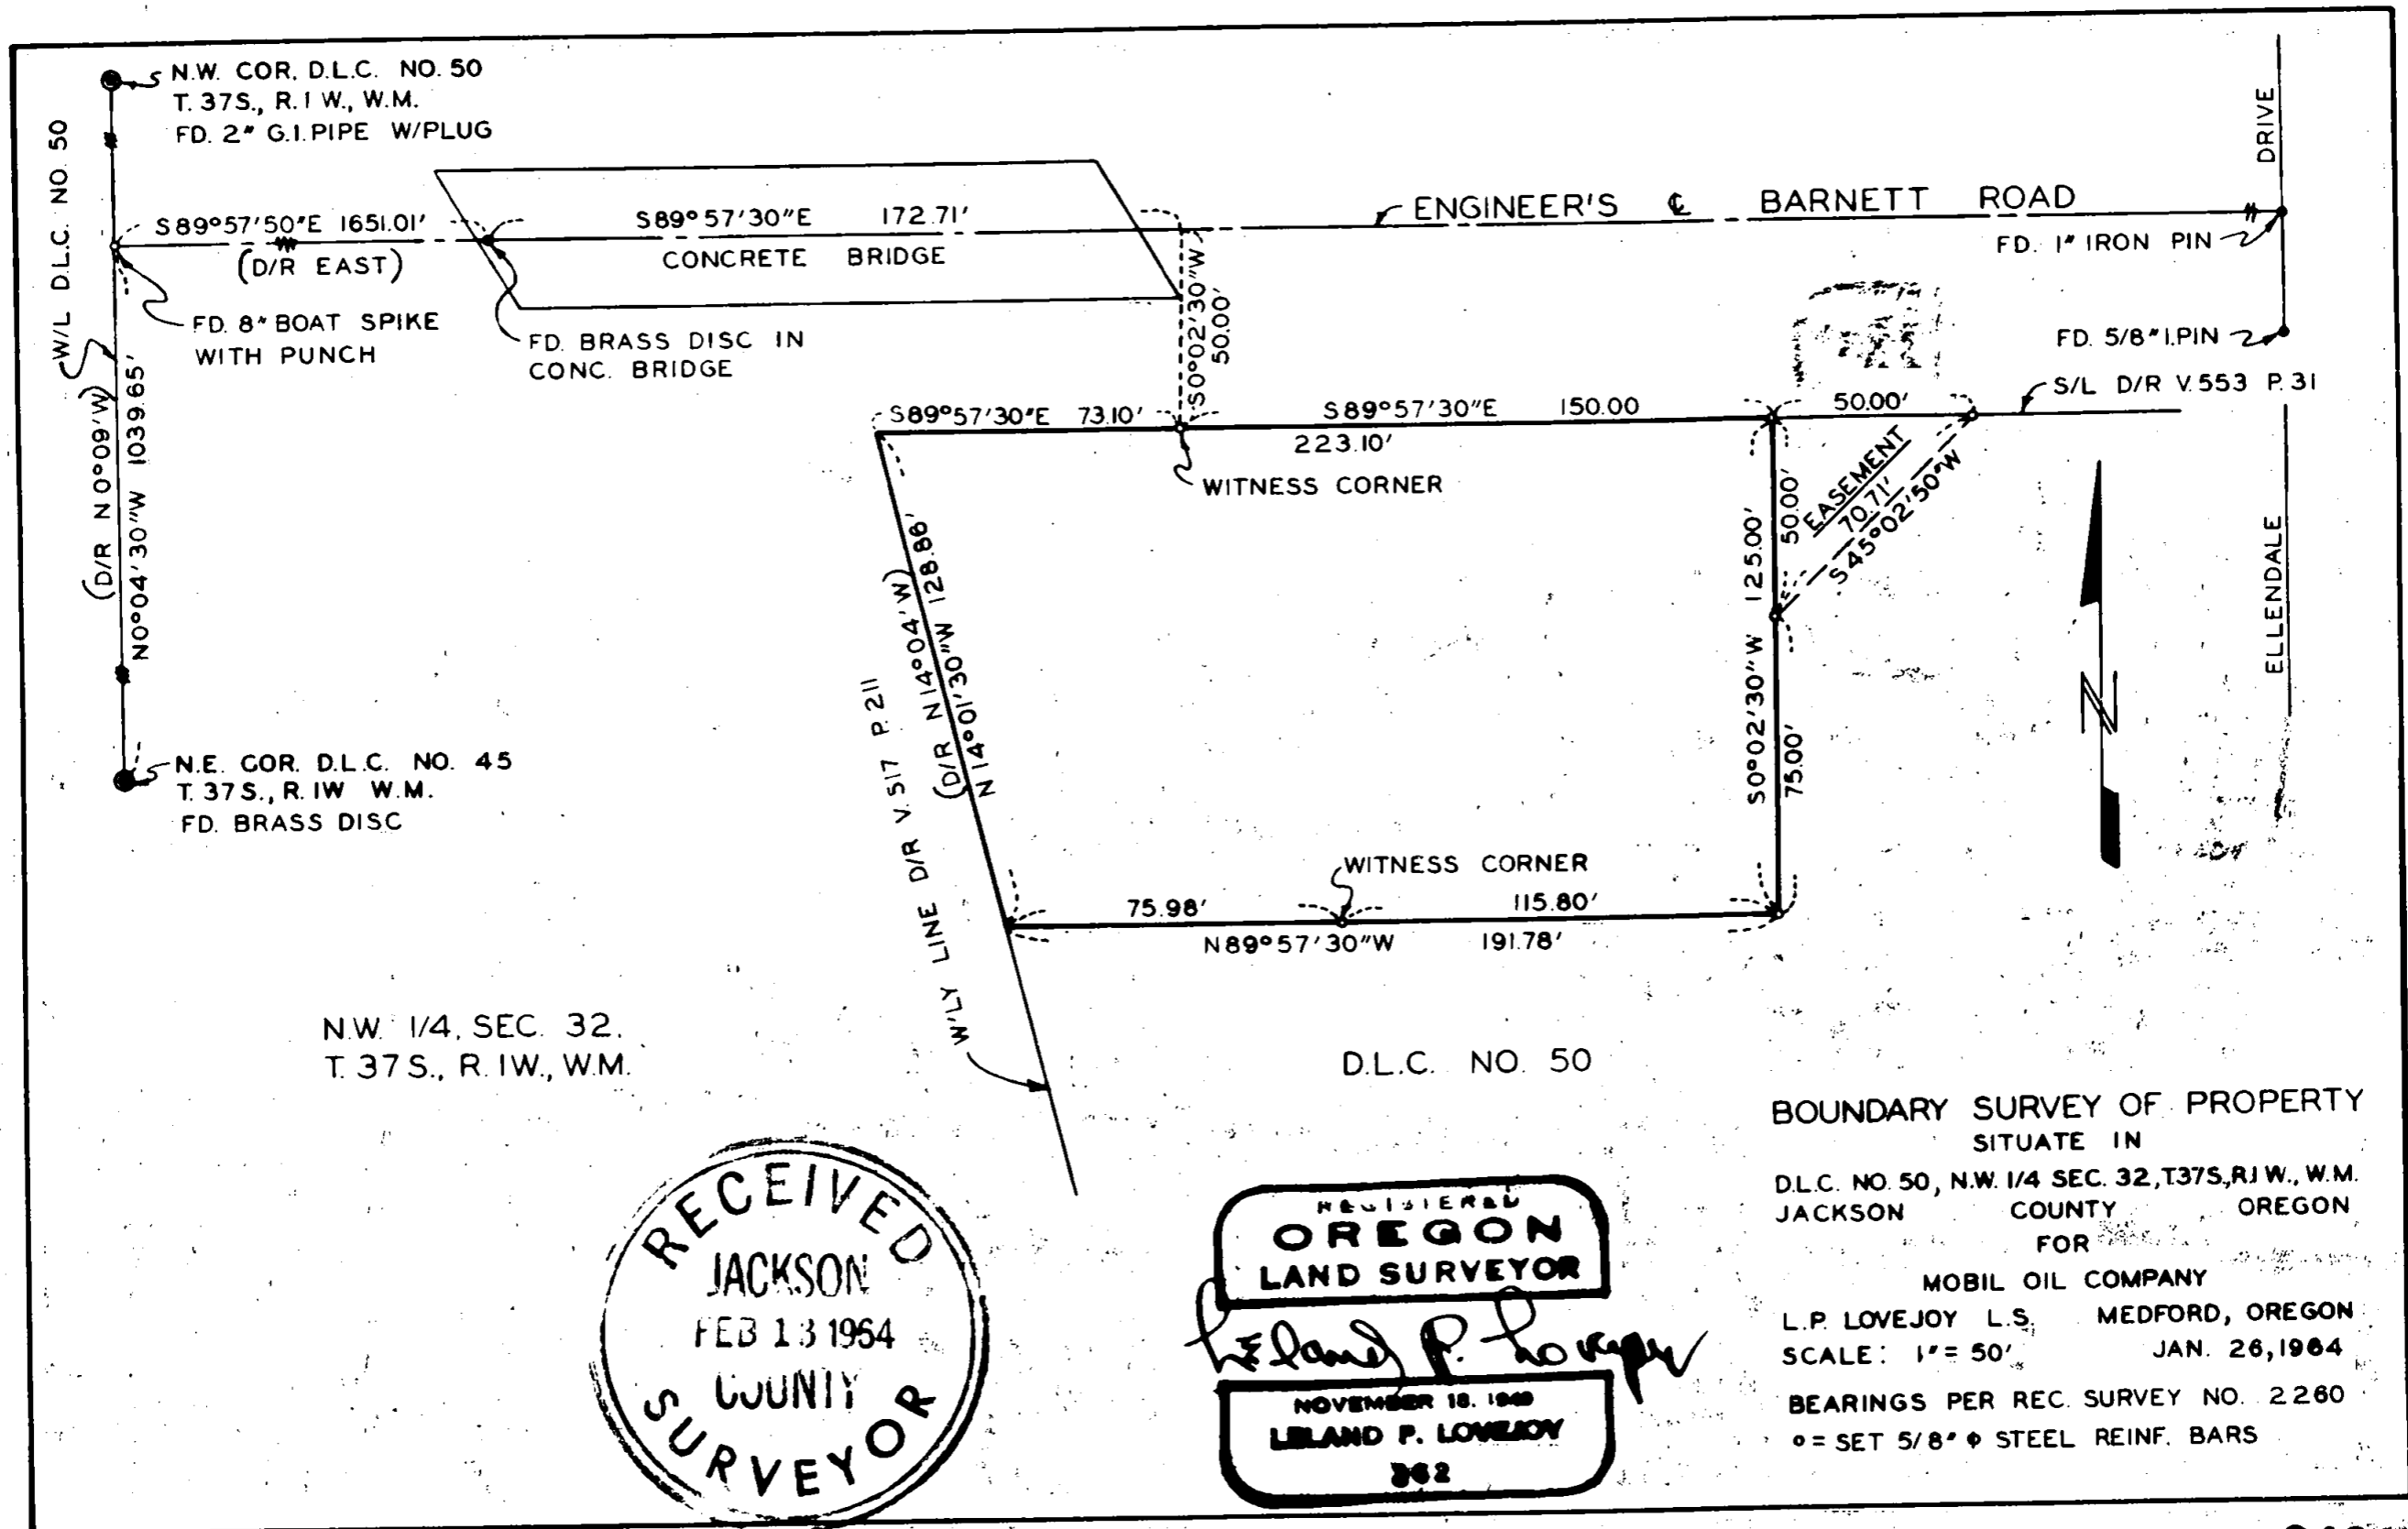 N.W. COR. D.L.C. NO. 50
T. 37S., R. 1 W., W.M.
FD. 2" G.I. PIPE W/PLUG
W/L D.L.C. NO. 50
S89°57'50"E 1651.01'
(D/R EAST)
S89°57'30"E 172.71'
CONCRETE BRIDGE
ENGINEER'S ℄ BARNETT ROAD
DRIVE
FD. 1" IRON PIN
FD. 8" BOAT SPIKE
WITH PUNCH
FD. BRASS DISC IN
CONC. BRIDGE
S0°02'30"W
50.00'
FD. 5/8" I.PIN
S/L D/R V.553 P.31
(D/R N0°09'W)
N0°04'30"W 1039.65'
S89°57'30"E 73.10'
S89°57'30"E 150.00
50.00'
223.10'
WITNESS CORNER
EASEMENT
70.71'
S45°02'50"W
50.00'
S0°02'30"W 125.00'
75.00'
ELLENDALE
N
W'LY LINE D/R V.517 P.211
(D/R N14°04'W)
N14°01'30"W 128.86'
N.E. COR. D.L.C. NO. 45
T. 37S., R. 1W W.M.
FD. BRASS DISC
WITNESS CORNER
75.98'
115.80'
N89°57'30"W 191.78'
N.W. 1/4, SEC. 32.
T. 37S., R. 1W., W.M.
D.L.C. NO. 50
BOUNDARY SURVEY OF PROPERTY
SITUATE IN
D.L.C. NO. 50, N.W. 1/4 SEC. 32, T37S., R.1 W., W.M.
JACKSON COUNTY OREGON
FOR
MOBIL OIL COMPANY
L.P. LOVEJOY L.S. MEDFORD, OREGON
SCALE: 1" = 50' JAN. 26, 1964
BEARINGS PER REC. SURVEY NO. 2260
o = SET 5/8" ϕ STEEL REINF. BARS
RECEIVED
JACKSON
FEB 13 1964
COUNTY
SURVEYOR
REGISTERED
OREGON
LAND SURVEYOR
Leland P. Lovejoy
NOVEMBER 18,
LELAND P. LOVEJOY
362